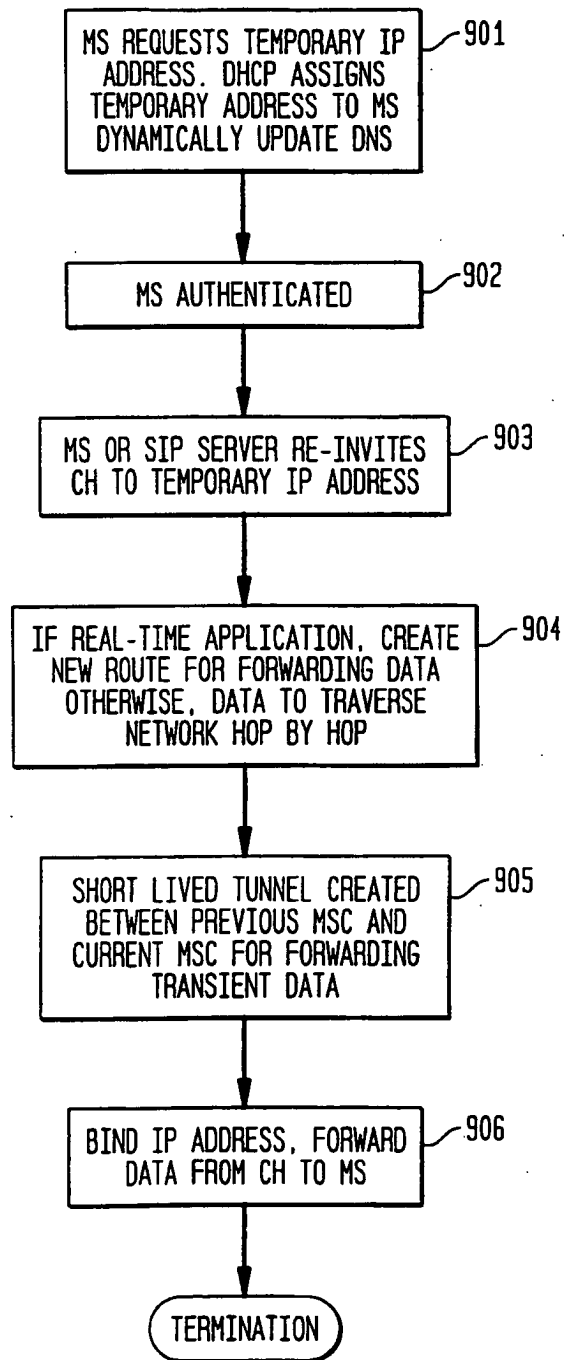 MS REQUESTS TEMPORARY IP
ADDRESS. DHCP ASSIGNS
TEMPORARY ADDRESS TO MS
DYNAMICALLY UPDATE DNS
901
MS AUTHENTICATED
902
MS OR SIP SERVER RE-INVITES
CH TO TEMPORARY IP ADDRESS
903
IF REAL-TIME APPLICATION, CREATE
NEW ROUTE FOR FORWARDING DATA
OTHERWISE, DATA TO TRAVERSE
NETWORK HOP BY HOP
904
SHORT LIVED TUNNEL CREATED
BETWEEN PREVIOUS MSC AND
CURRENT MSC FOR FORWARDING
TRANSIENT DATA
905
BIND IP ADDRESS, FORWARD
DATA FROM CH TO MS
906
TERMINATION